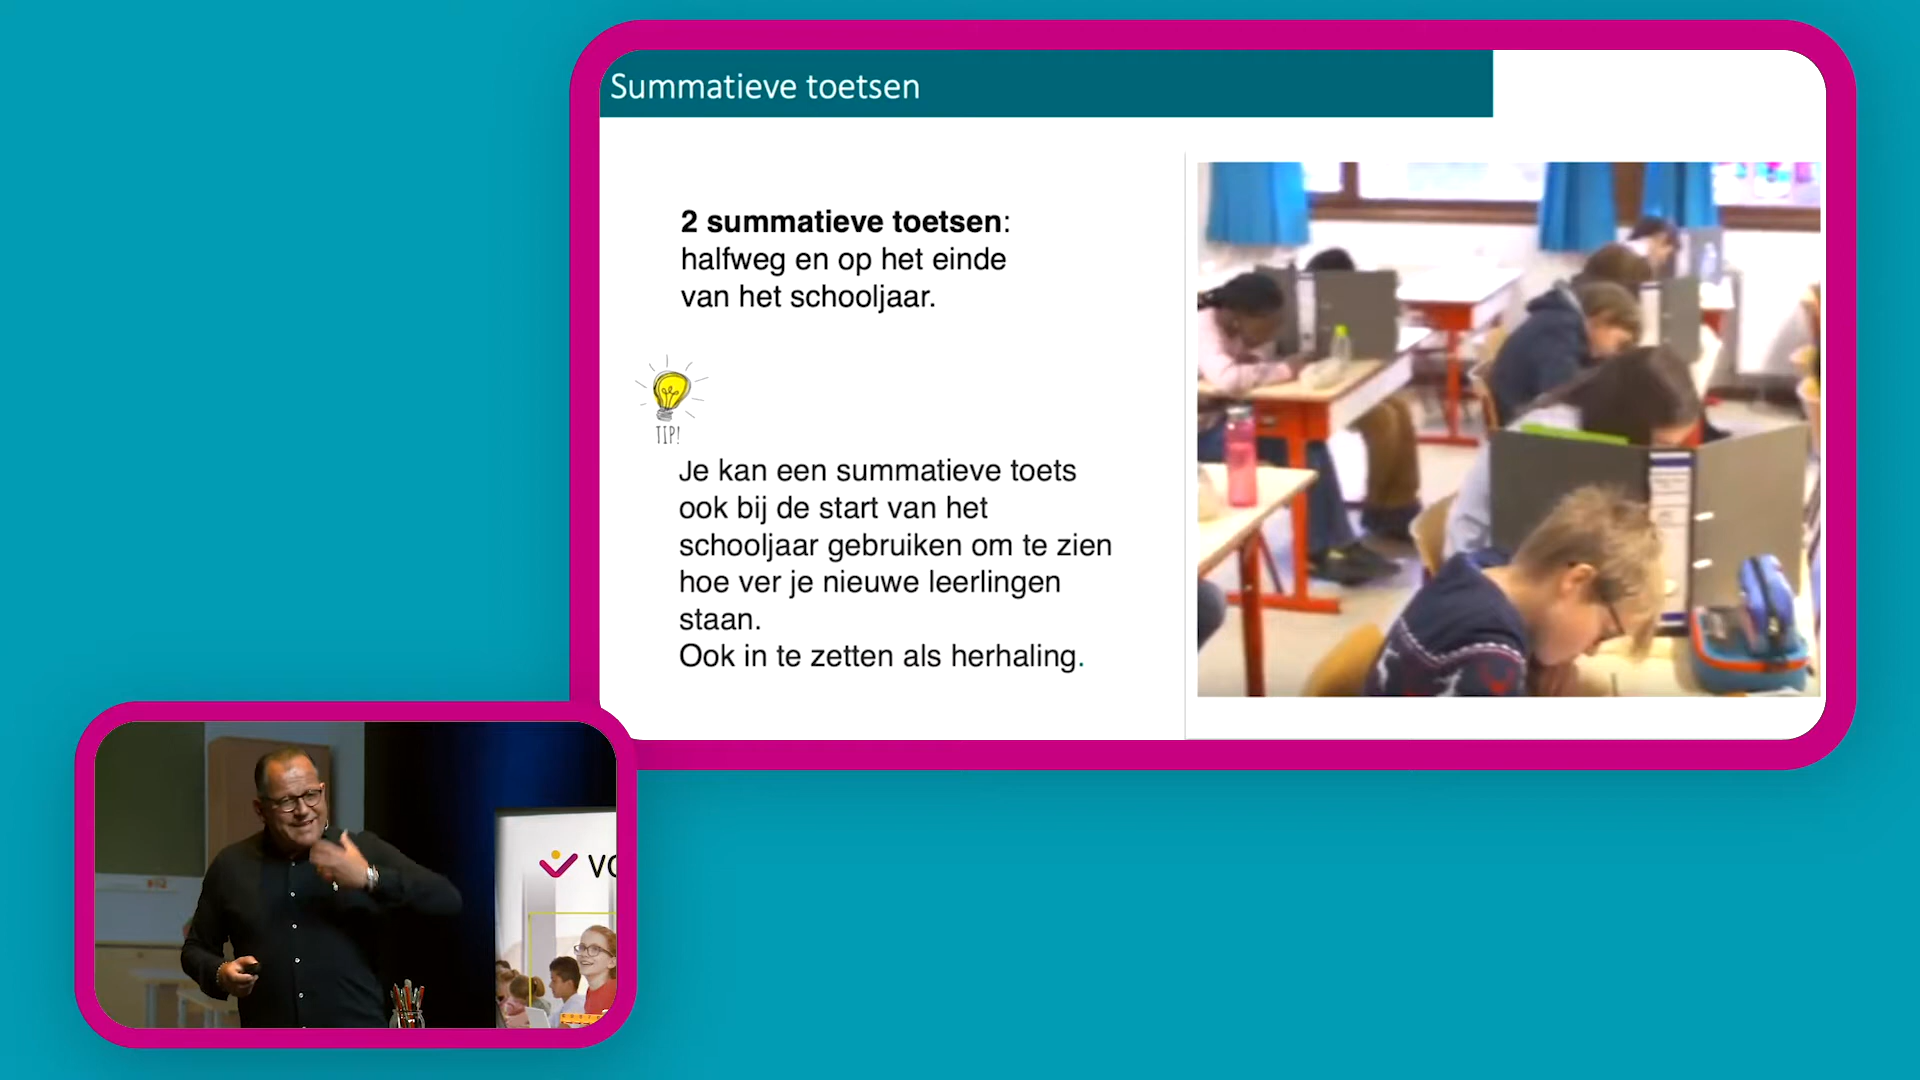 Summatieve toetsen
2 summatieve toetsen:
halfweg en op het einde
van het schooljaar.
TIP!
Je kan een summatieve toets
ook bij de start van het
schooljaar gebruiken om te zien
hoe ver je nieuwe leerlingen
staan.
Ook in te zetten als herhaling.
VO